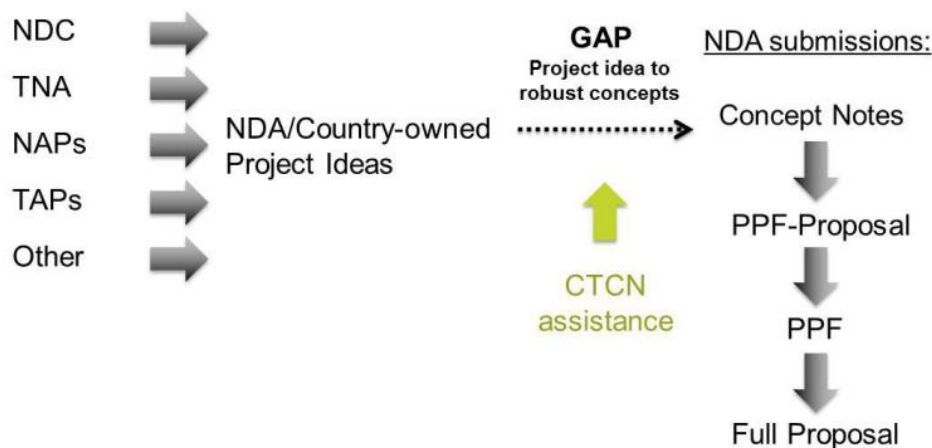 NDC
TNA
NAPs
TAPs
Other
NDA/Country-owned
Project Ideas
GAP
Project idea to
robust concepts
CTCN
assistance
NDA submissions:
Concept Notes
PPF-Proposal
PPF
Full Proposal